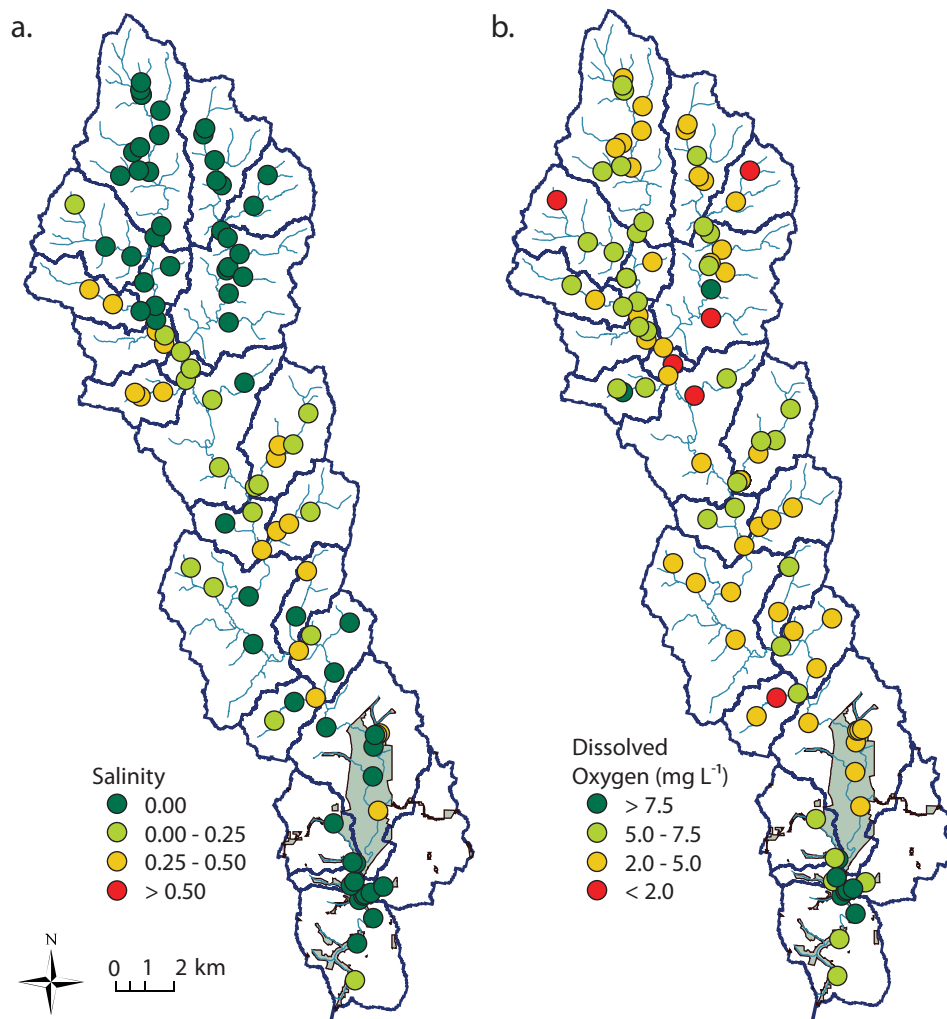 a.
b.
Salinity
0.00
0.00 - 0.25
0.25 - 0.50
> 0.50
Dissolved
Oxygen (mg L⁻¹)
> 7.5
5.0 - 7.5
2.0 - 5.0
< 2.0
N
0 1 2 km